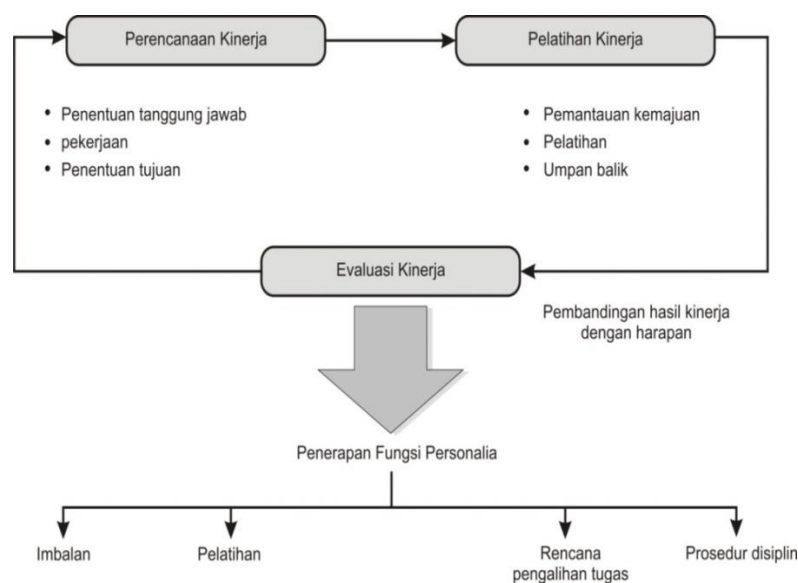 Perencanaan Kinerja
Pelatihan Kinerja
• Penentuan tanggung jawab
• pekerjaan
• Penentuan tujuan
• Pemantauan kemajuan
• Pelatihan
• Umpan balik
Evaluasi Kinerja
Pembandingan hasil kinerja
dengan harapan
Penerapan Fungsi Personalia
Imbalan
Pelatihan
Rencana
pengalihan tugas
Prosedur disiplin